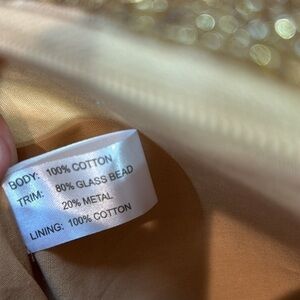 BODY: 100% COTTON
TRIM: 80% GLASS BEAD
20% METAL
LINING: 100% COTTON